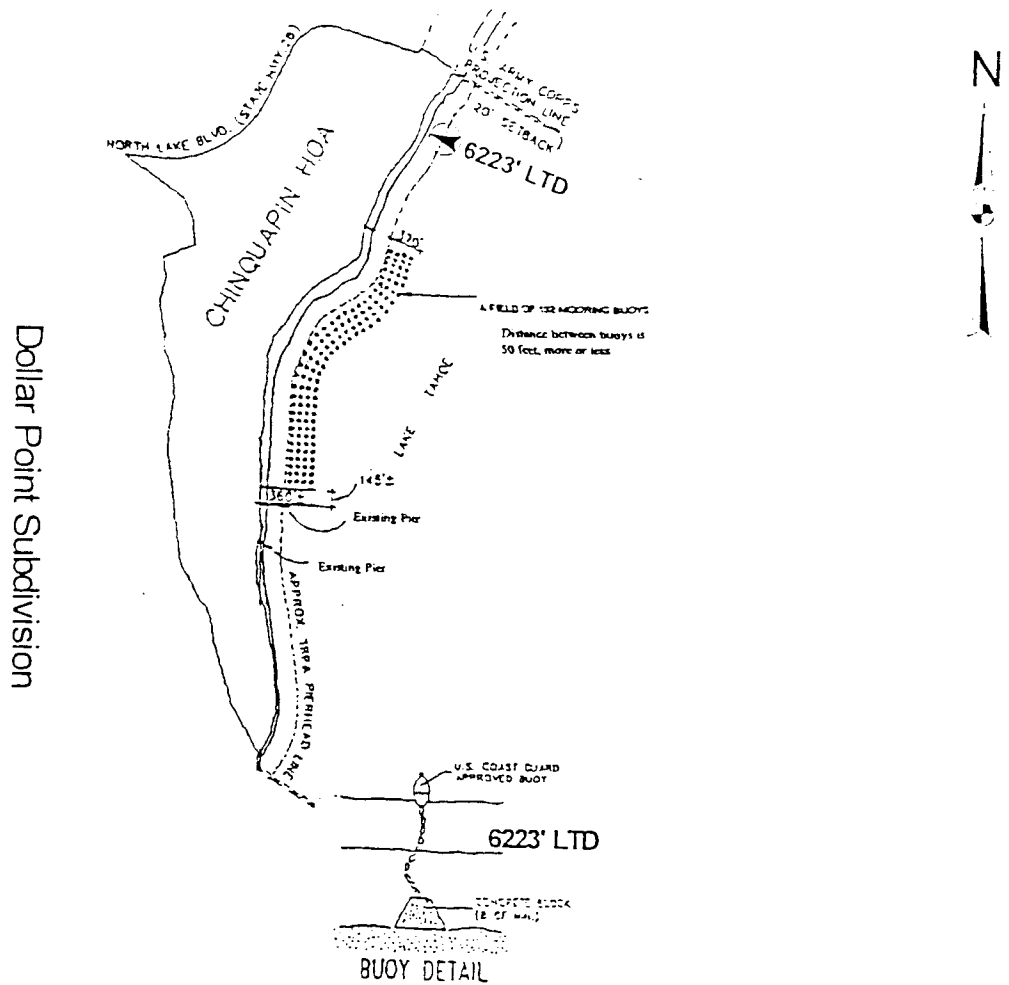 N
U.S. ARMY CORPS
PROJECTION LINE
20' SETBACK)
NORTH LAKE BLVD. (STATE HWY. 28)
6223' LTD
CHINQUAPIN HOA
A FIELD OF MOORING BUOYS
Distance between buoys is
50 feet, more or less
LAKE TAHOE
Dollar Point Subdivision
145'±
Existing Pier
Existing Pier
APPROX. TRPA PIERHEAD LINE
U.S. COAST GUARD
APPROVED BUOY
6223' LTD
CONCRETE BLOCK
BUOY DETAIL